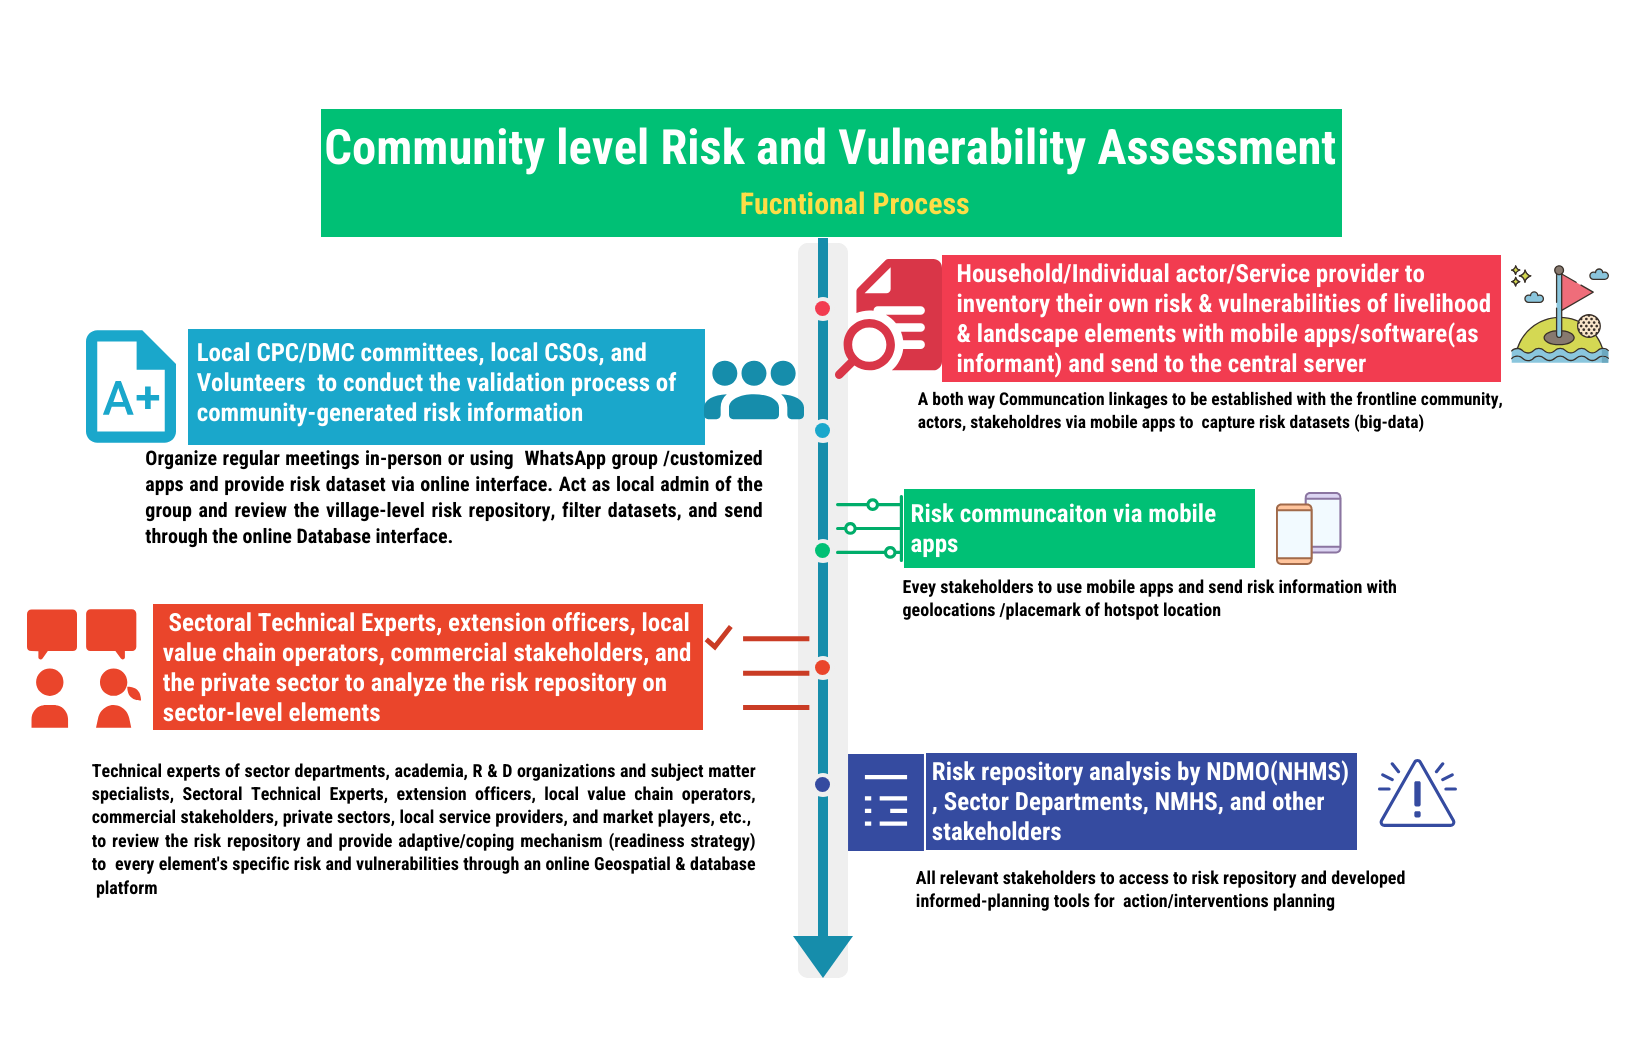 Community level Risk and Vulnerability Assessment
Fucntional Process
Household/Individual actor/Service provider to
inventory their own risk & vulnerabilities of livelihood
& landscape elements with mobile apps/software(as
informant) and send to the central server
A both way Communcation linkages to be established with the frontline community,
actors, stakeholdres via mobile apps to  capture risk datasets (big-data)
A+
Local CPC/DMC committees, local CSOs, and
Volunteers  to conduct the validation process of
community-generated risk information
Organize regular meetings in-person or using  WhatsApp group /customized
apps and provide risk dataset via online interface. Act as local admin of the
group and review the village-level risk repository, filter datasets, and send
through the online Database interface.
Risk communcaiton via mobile
apps
Evey stakeholders to use mobile apps and send risk information with
geolocations /placemark of hotspot location
Sectoral Technical Experts, extension officers, local
value chain operators, commercial stakeholders, and
the private sector to analyze the risk repository on
sector-level elements
Technical experts of sector departments, academia, R & D organizations and subject matter
specialists, Sectoral Technical Experts, extension officers, local value chain operators,
commercial stakeholders, private sectors, local service providers, and market players, etc.,
to review the risk repository and provide adaptive/coping mechanism (readiness strategy)
to  every element's specific risk and vulnerabilities through an online Geospatial & database
platform
Risk repository analysis by NDMO(NHMS)
, Sector Departments, NMHS, and other
stakeholders
All relevant stakeholders to access to risk repository and developed
informed-planning tools for  action/interventions planning